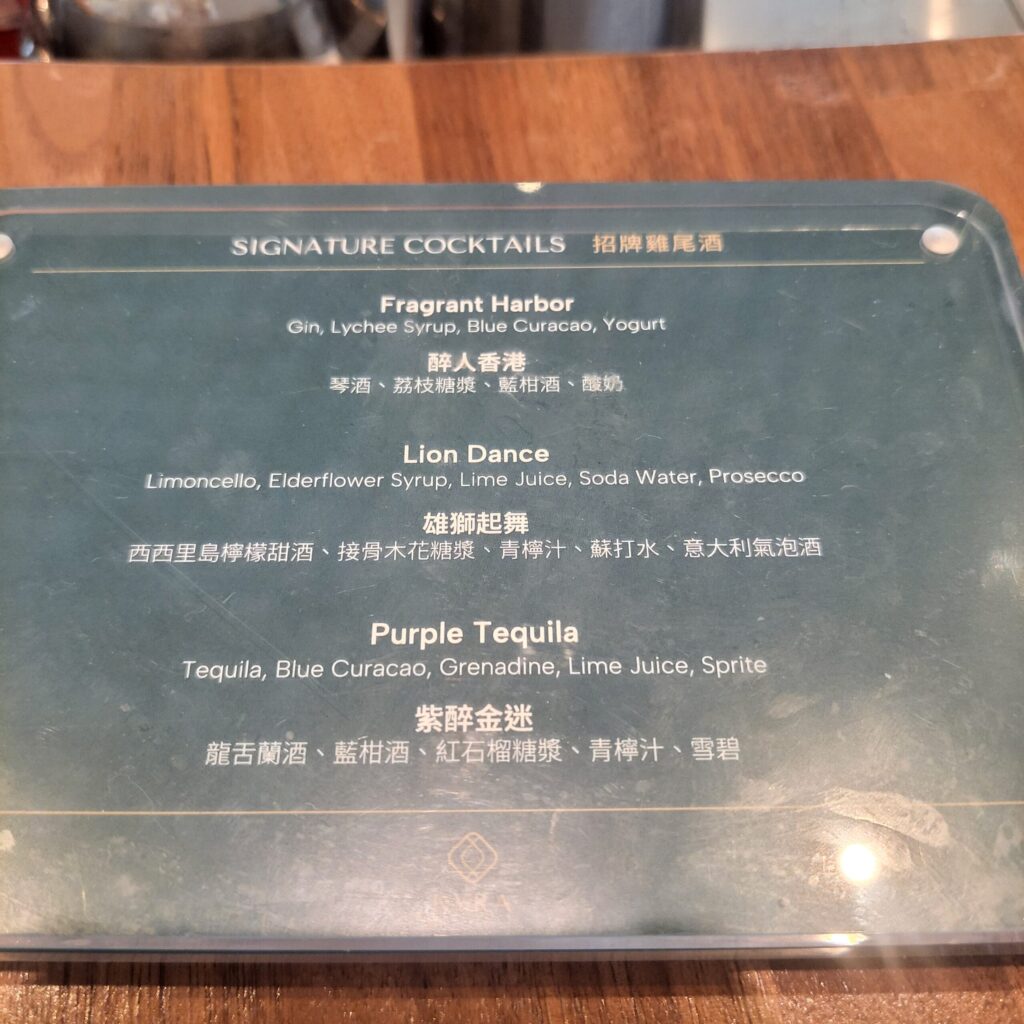 SIGNATURE COCKTAILS 招牌雞尾酒
Fragrant Harbor
Gin, Lychee Syrup, Blue Curacao, Yogurt
醉人香港
琴酒、荔枝糖漿、藍柑酒、酸奶
Lion Dance
Limoncello, Elderflower Syrup, Lime Juice, Soda Water, Prosecco
雄獅起舞
西西里島檸檬甜酒、接骨木花糖漿、青檸汁、蘇打水、意大利氣泡酒
Purple Tequila
Tequila, Blue Curacao, Grenadine, Lime Juice, Sprite
紫醉金迷
龍舌蘭酒、藍柑酒、紅石榴糖漿、青檸汁、雪碧